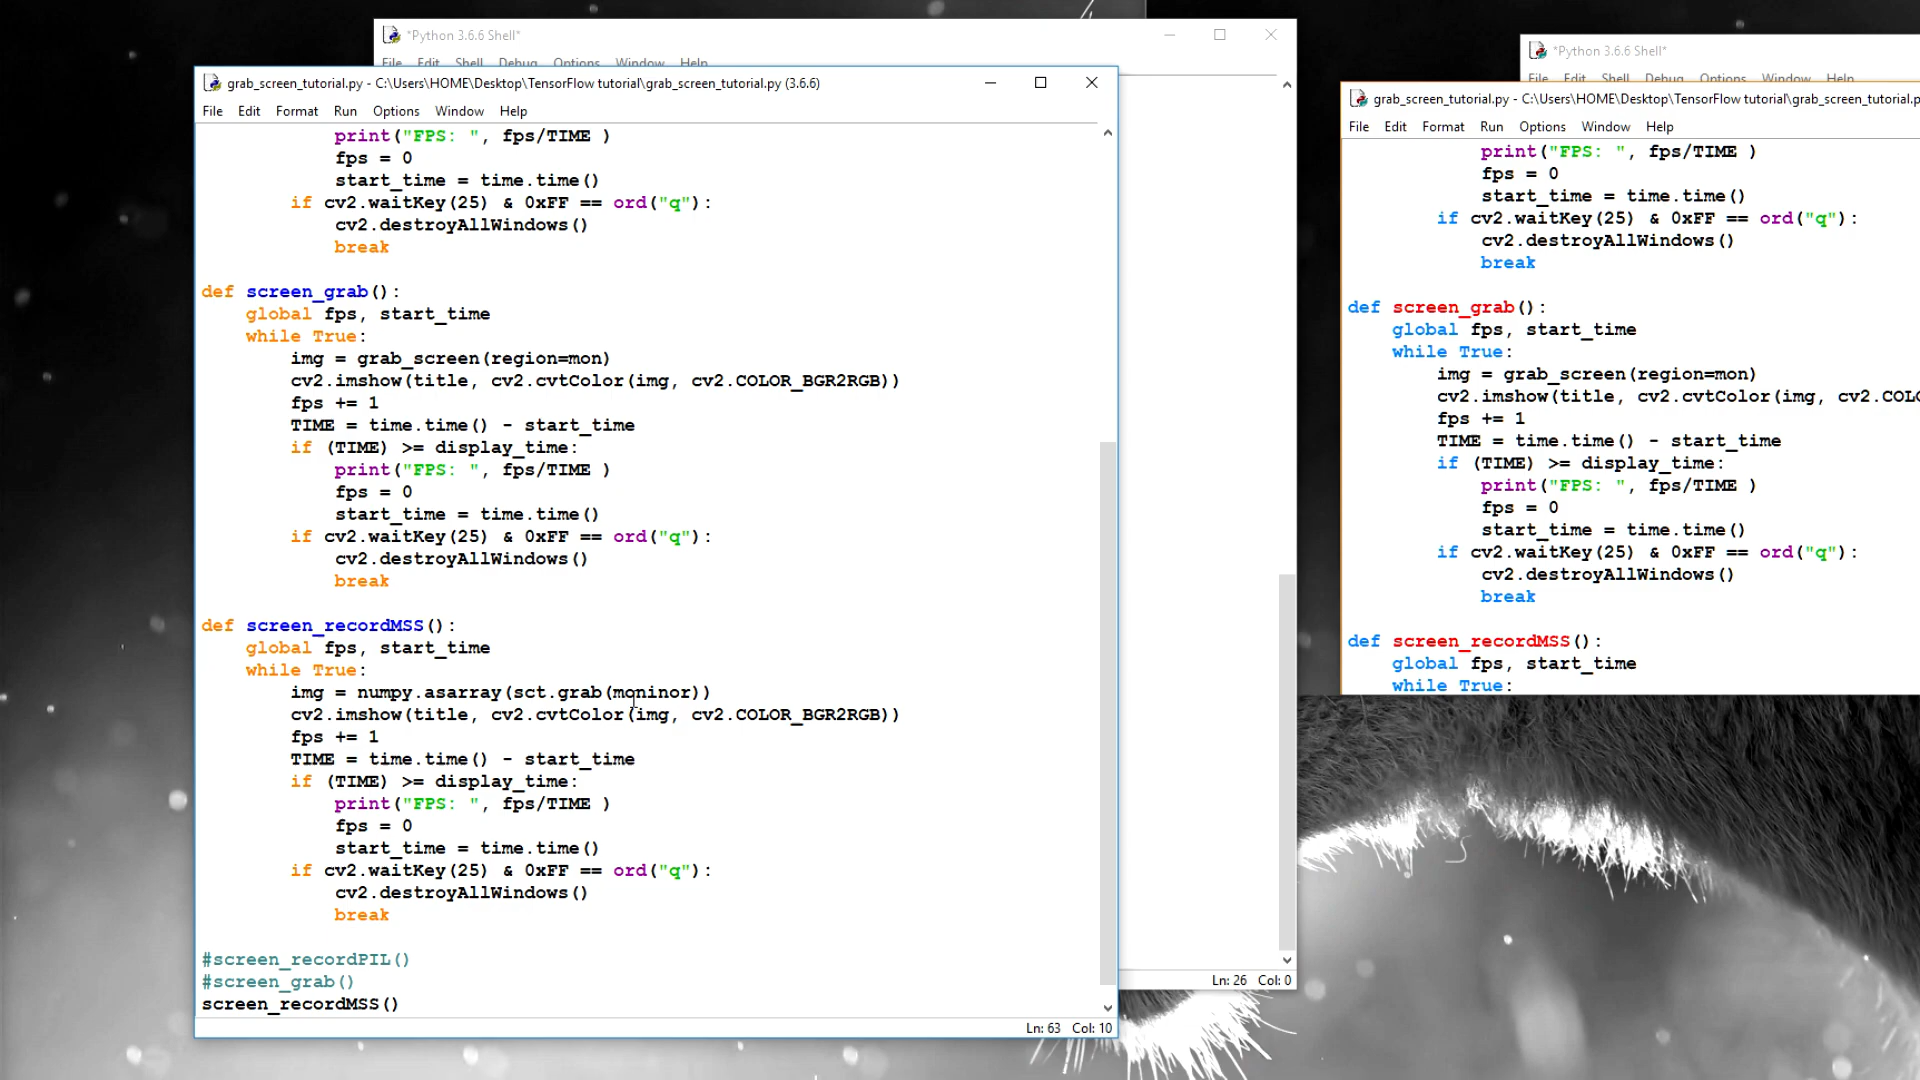 *Python 3.6.6 Shell*
File Edit Shell Debug Options Window Help
grab_screen_tutorial.py - C:\Users\HOME\Desktop\TensorFlow tutorial\grab_screen_tutorial.py (3.6.6)
File Edit Format Run Options Window Help
print("FPS: ", fps/TIME )
fps = 0
start_time = time.time()
if cv2.waitKey(25) & 0xFF == ord("q"):
cv2.destroyAllWindows()
break
def screen_grab():
global fps, start_time
while True:
img = grab_screen(region=mon)
cv2.imshow(title, cv2.cvtColor(img, cv2.COLOR_BGR2RGB))
fps += 1
TIME = time.time() - start_time
if (TIME) >= display_time:
print("FPS: ", fps/TIME )
fps = 0
start_time = time.time()
if cv2.waitKey(25) & 0xFF == ord("q"):
cv2.destroyAllWindows()
break
def screen_recordMSS():
global fps, start_time
while True:
img = numpy.asarray(sct.grab(moninor))
cv2.imshow(title, cv2.cvtColor(img, cv2.COLOR_BGR2RGB))
fps += 1
TIME = time.time() - start_time
if (TIME) >= display_time:
print("FPS: ", fps/TIME )
fps = 0
start_time = time.time()
if cv2.waitKey(25) & 0xFF == ord("q"):
cv2.destroyAllWindows()
break
#screen_recordPIL()
#screen_grab()
screen_recordMSS()
Ln: 63 Col: 10
Ln: 26 Col: 0
*Python 3.6.6 Shell*
File Edit Shell Debug Options Window Help
grab_screen_tutorial.py - C:\Users\HOME\Desktop\TensorFlow tutorial\grab_screen_tutorial.p
File Edit Format Run Options Window Help
print("FPS: ", fps/TIME )
fps = 0
start_time = time.time()
if cv2.waitKey(25) & 0xFF == ord("q"):
cv2.destroyAllWindows()
break
def screen_grab():
global fps, start_time
while True:
img = grab_screen(region=mon)
cv2.imshow(title, cv2.cvtColor(img, cv2.COLO
fps += 1
TIME = time.time() - start_time
if (TIME) >= display_time:
print("FPS: ", fps/TIME )
fps = 0
start_time = time.time()
if cv2.waitKey(25) & 0xFF == ord("q"):
cv2.destroyAllWindows()
break
def screen_recordMSS():
global fps, start_time
while True: